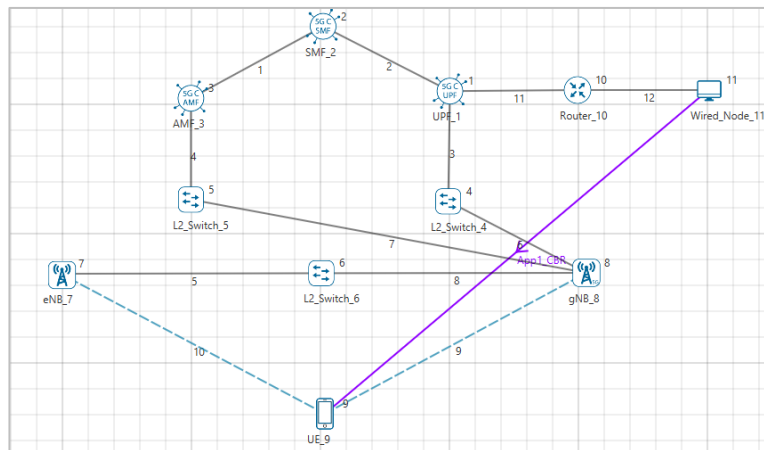 2
5G C
SMF
SMF_2
1
2
3
5G C
AMF
AMF_3
1
5G C
UPF
UPF_1
11
10
Router_10
12
11
Wired_Node_11
4
3
5
L2_Switch_5
4
L2_Switch_4
7
6
App1_CBR
7
eNB_7
5
6
L2_Switch_6
8
8
5G
gNB_8
10
9
9
UE_9